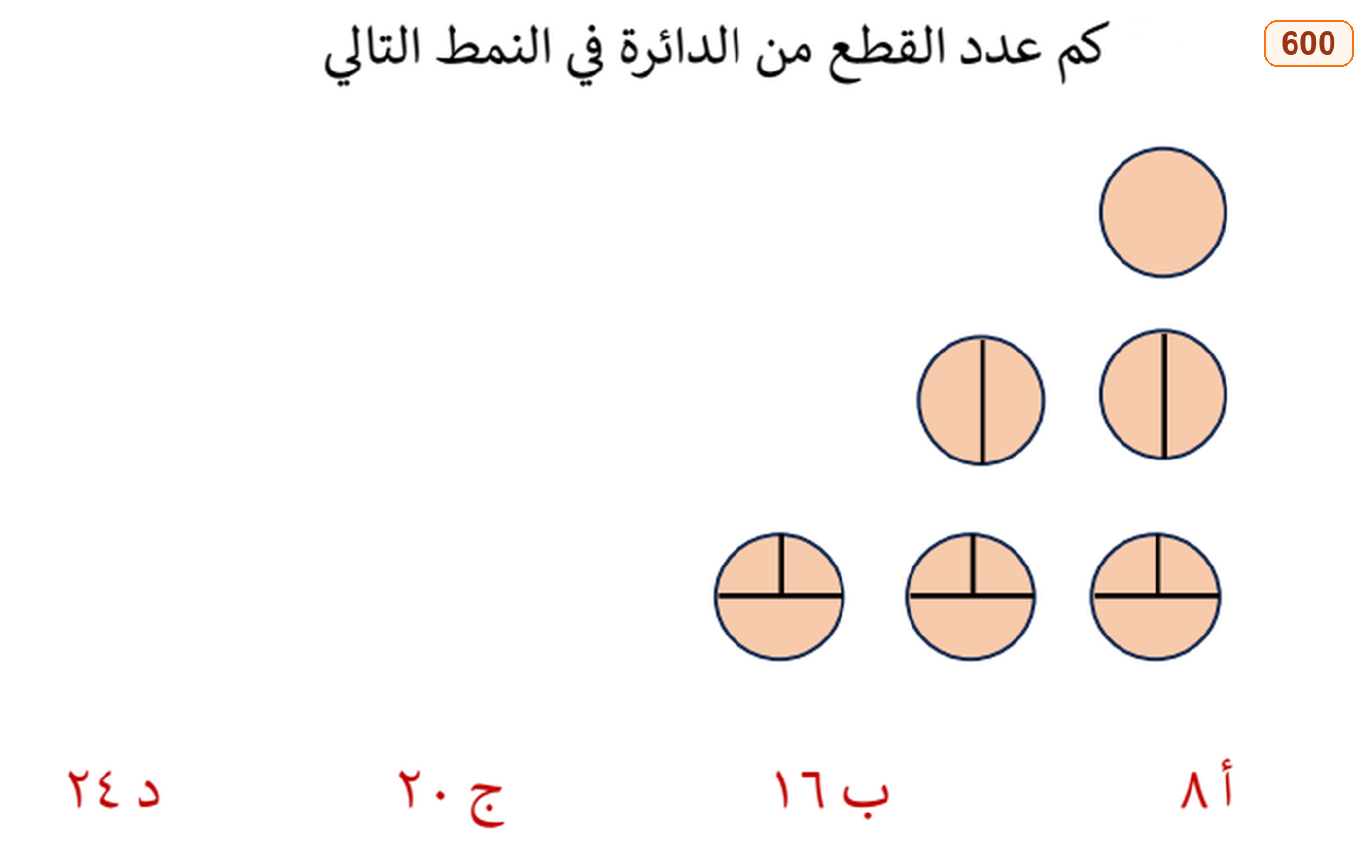 600
كم عدد القطع من الدائرة في النمط التالي
أ ٨
ب ١٦
ج ٢٠
د ٢٤